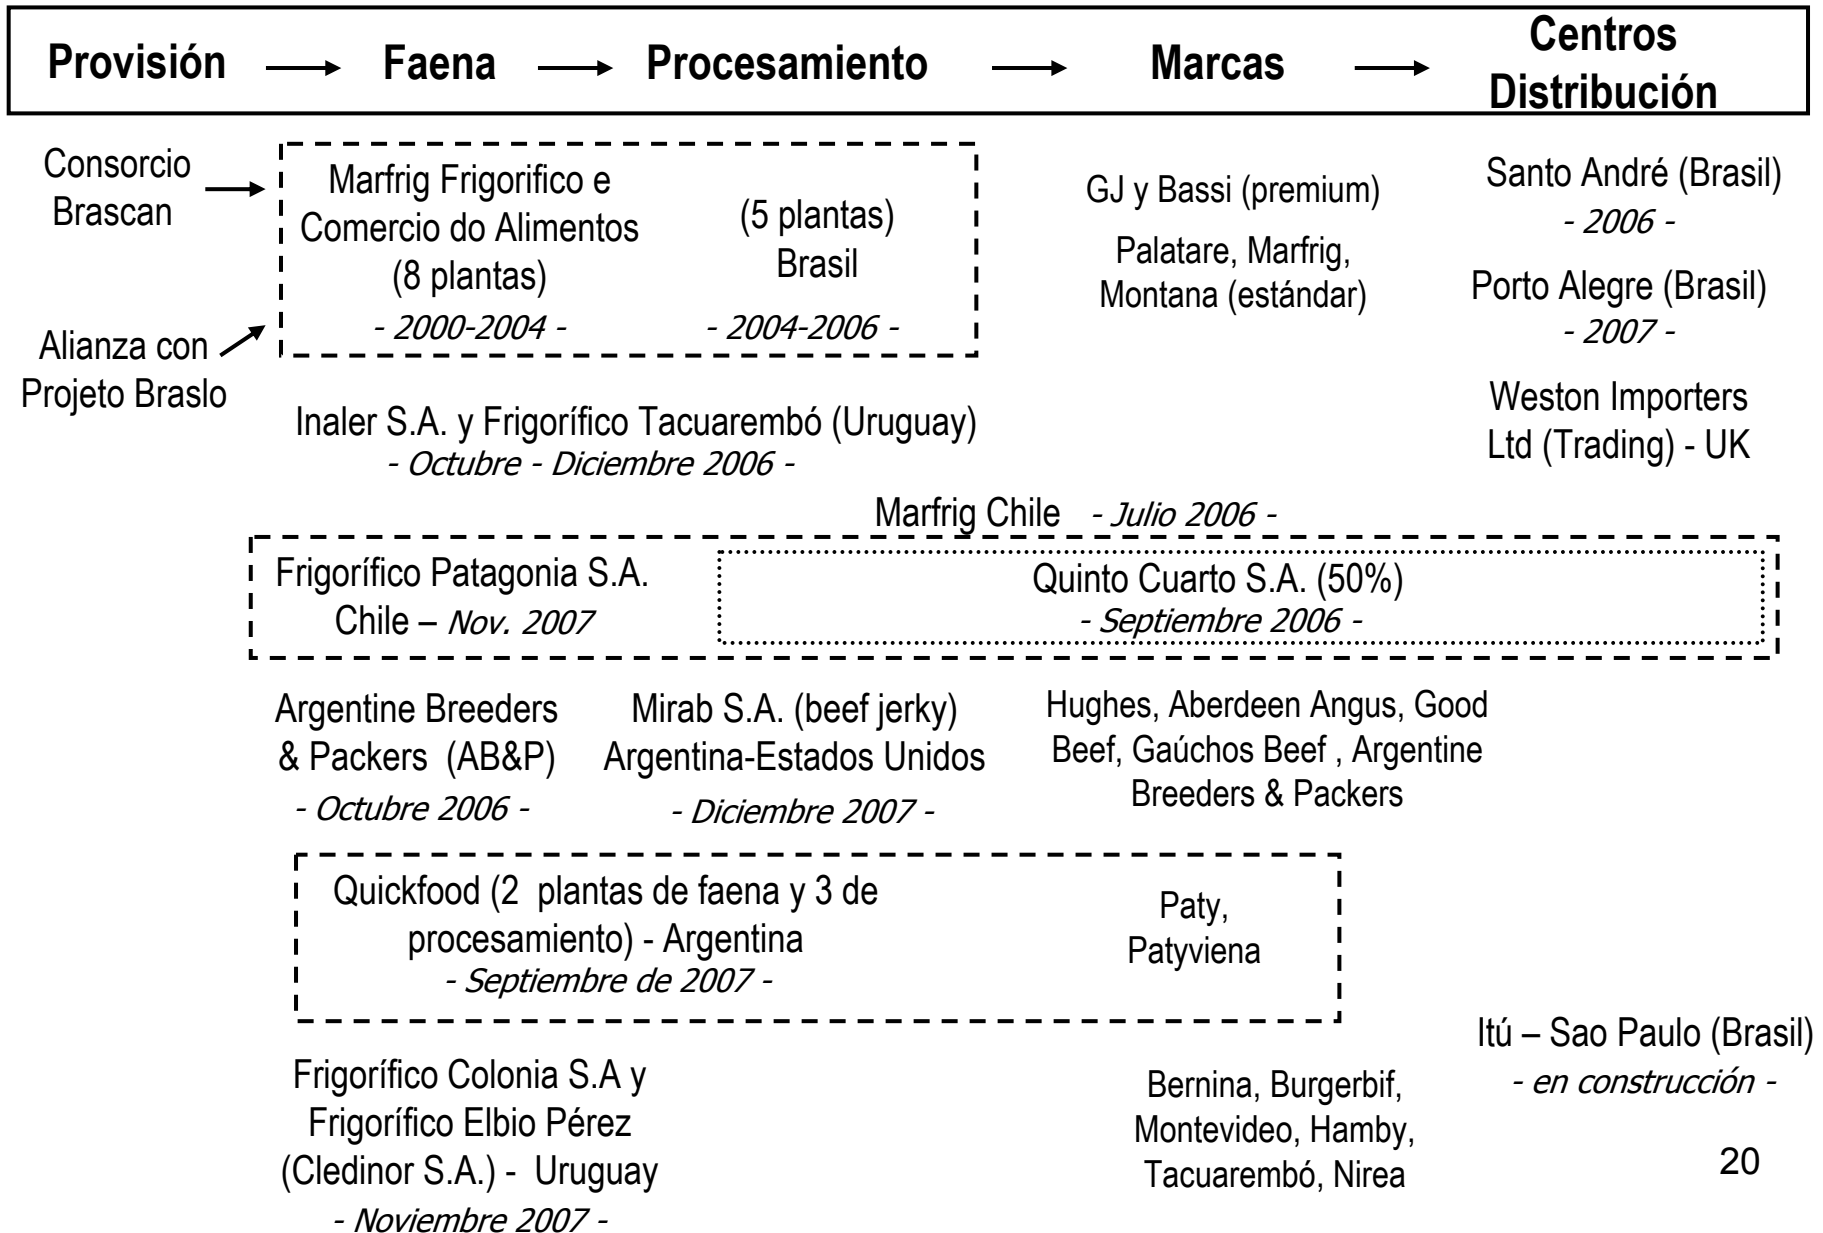 Provisión → Faena → Procesamiento → Marcas → Centros
Distribución
Consorcio
Brascan
Alianza con
Projeto Braslo
Marfrig Frigorifico e
Comercio do Alimentos
(8 plantas)
- 2000-2004 -
(5 plantas)
Brasil
- 2004-2006 -
GJ y Bassi (premium)
Palatare, Marfrig,
Montana (estándar)
Santo André (Brasil)
- 2006 -
Porto Alegre (Brasil)
- 2007 -
Weston Importers
Ltd (Trading) - UK
Inaler S.A. y Frigorífico Tacuarembó (Uruguay)
- Octubre - Diciembre 2006 -
Marfrig Chile - Julio 2006 -
Frigorífico Patagonia S.A.
Chile – Nov. 2007
Quinto Cuarto S.A. (50%)
- Septiembre 2006 -
Argentine Breeders
& Packers (AB&P)
- Octubre 2006 -
Mirab S.A. (beef jerky)
Argentina-Estados Unidos
- Diciembre 2007 -
Hughes, Aberdeen Angus, Good
Beef, Gaúchos Beef , Argentine
Breeders & Packers
Quickfood (2 plantas de faena y 3 de
procesamiento) - Argentina
- Septiembre de 2007 -
Paty,
Patyviena
Frigorífico Colonia S.A y
Frigorífico Elbio Pérez
(Cledinor S.A.) - Uruguay
- Noviembre 2007 -
Bernina, Burgerbif,
Montevideo, Hamby,
Tacuarembó, Nirea
Itú – Sao Paulo (Brasil)
- en construcción -
20